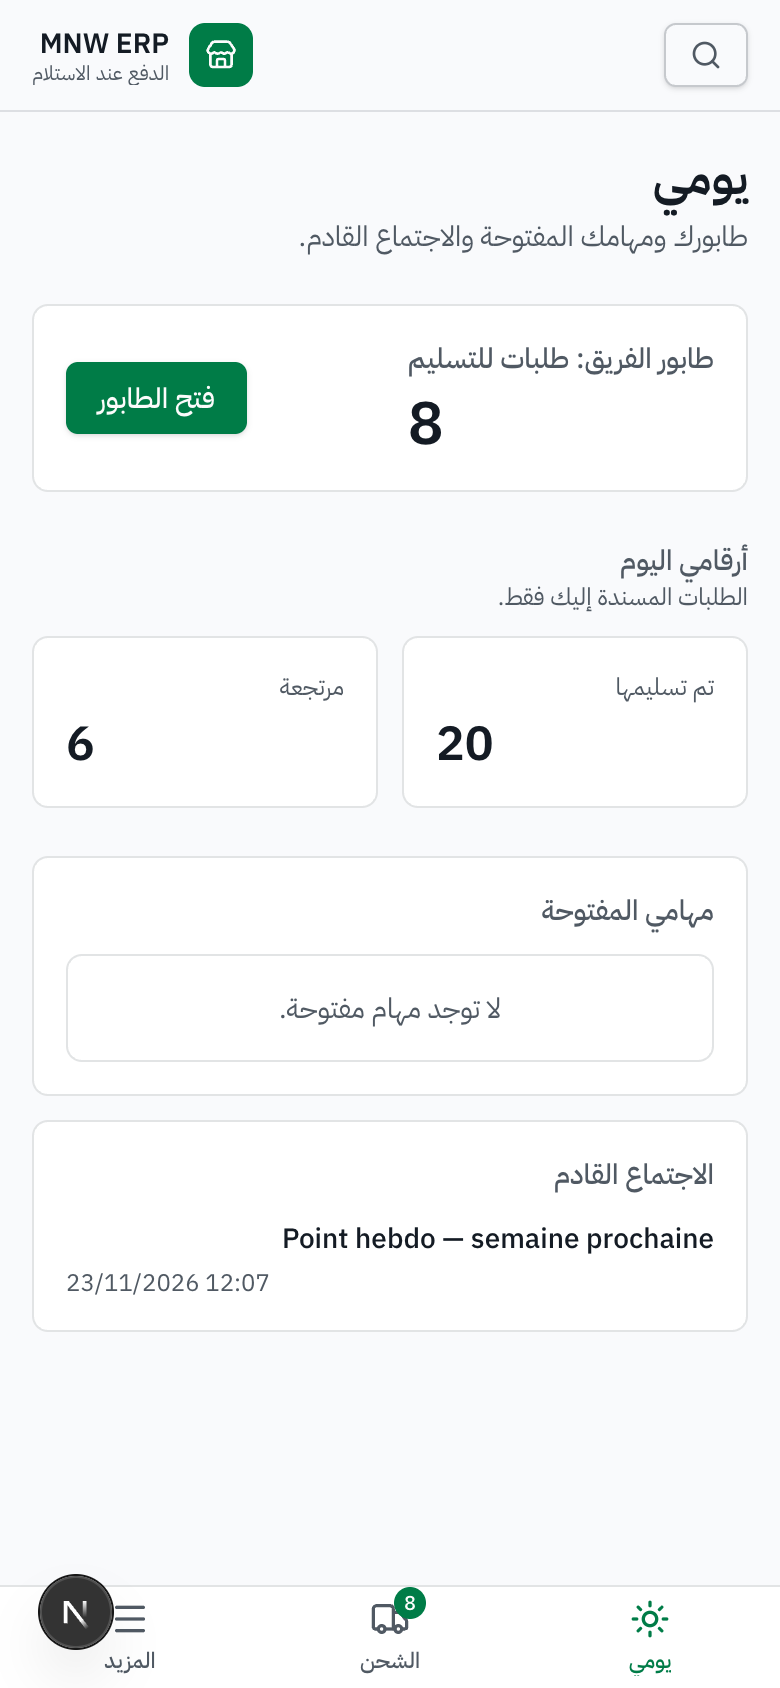 MNW ERP
الدفع عند الاستلام
يومي
طابورك ومهامك المفتوحة والاجتماع القادم.
طابور الفريق: طلبات للتسليم
8
فتح الطابور
أرقامي اليوم
الطلبات المسندة إليك فقط.
تم تسليمها
20
مرتجعة
6
مهامي المفتوحة
لا توجد مهام مفتوحة.
الاجتماع القادم
Point hebdo — semaine prochaine
23/11/2026 12:07
يومي
8
الشحن
المزيد
N